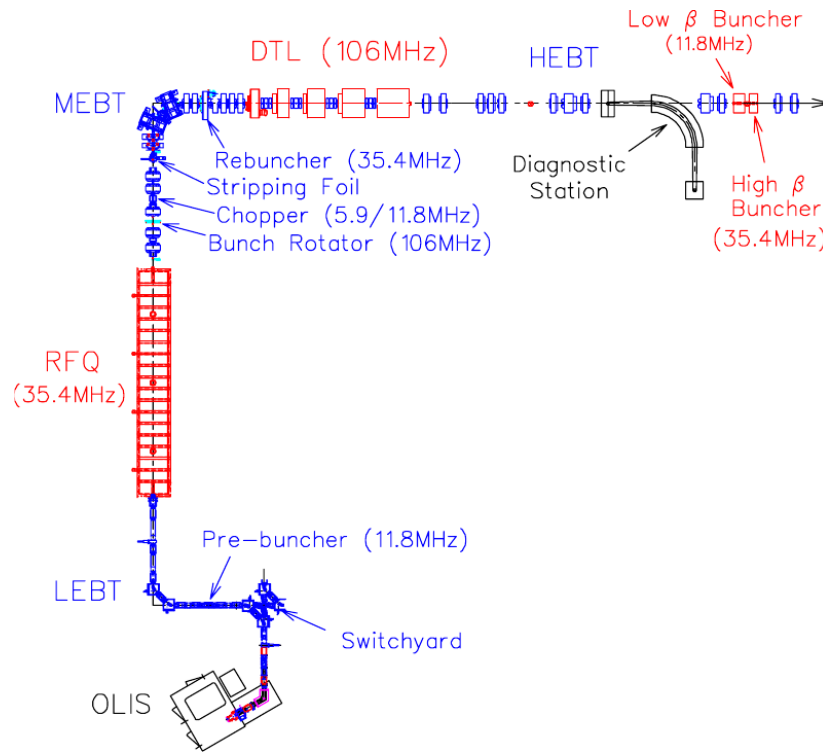 Low β Buncher
(11.8MHz)
DTL (106MHz)
HEBT
MEBT
Rebuncher (35.4MHz)
Stripping Foil
Chopper (5.9/11.8MHz)
Bunch Rotator (106MHz)
Diagnostic
Station
High β
Buncher
(35.4MHz)
RFQ
(35.4MHz)
Pre-buncher (11.8MHz)
LEBT
Switchyard
OLIS